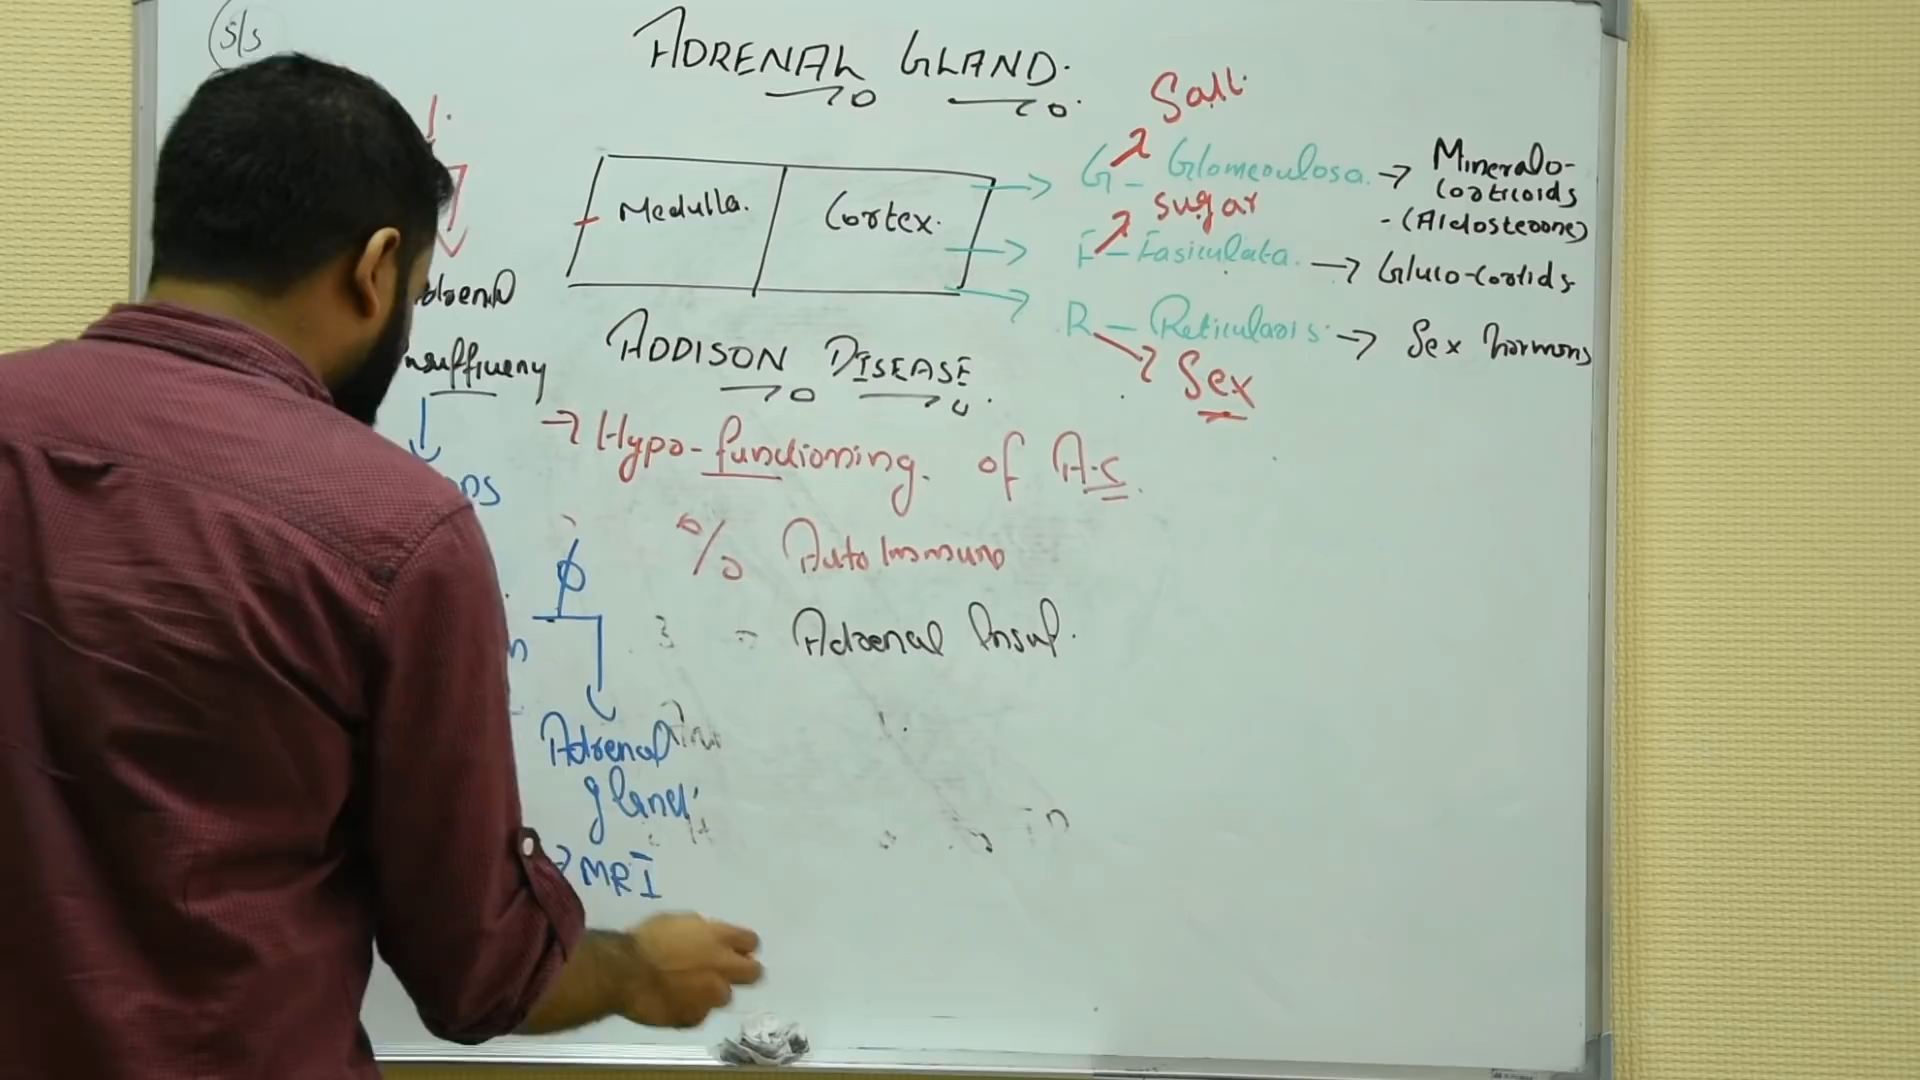 S/S
ADRENAL GLAND.
Salt
Medulla.
Cortex.
G - Glomeoulosa. → Mineralo-
Corticoids
- (Aldosterone)
sugar
F - Fasiculata. → Gluco-Cortids
R - Reticularis. → Sex hormons
Sex
ADDISON DISEASE.
→ Hypo-functioning. of A.C.
Auto Immune
Adrenal Insuf.
Adrenal
gland
→ MRI